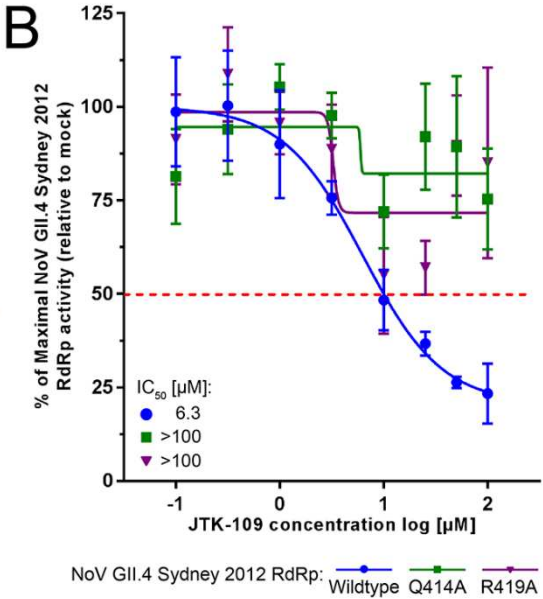 B
% of Maximal NoV GII.4 Sydney 2012
RdRp activity (relative to mock)
125
100
75
50
25
0
IC50 [µM]:
6.3
>100
>100
-1 0 1 2
JTK-109 concentration log [µM]
NoV GII.4 Sydney 2012 RdRp: Wildtype Q414A R419A